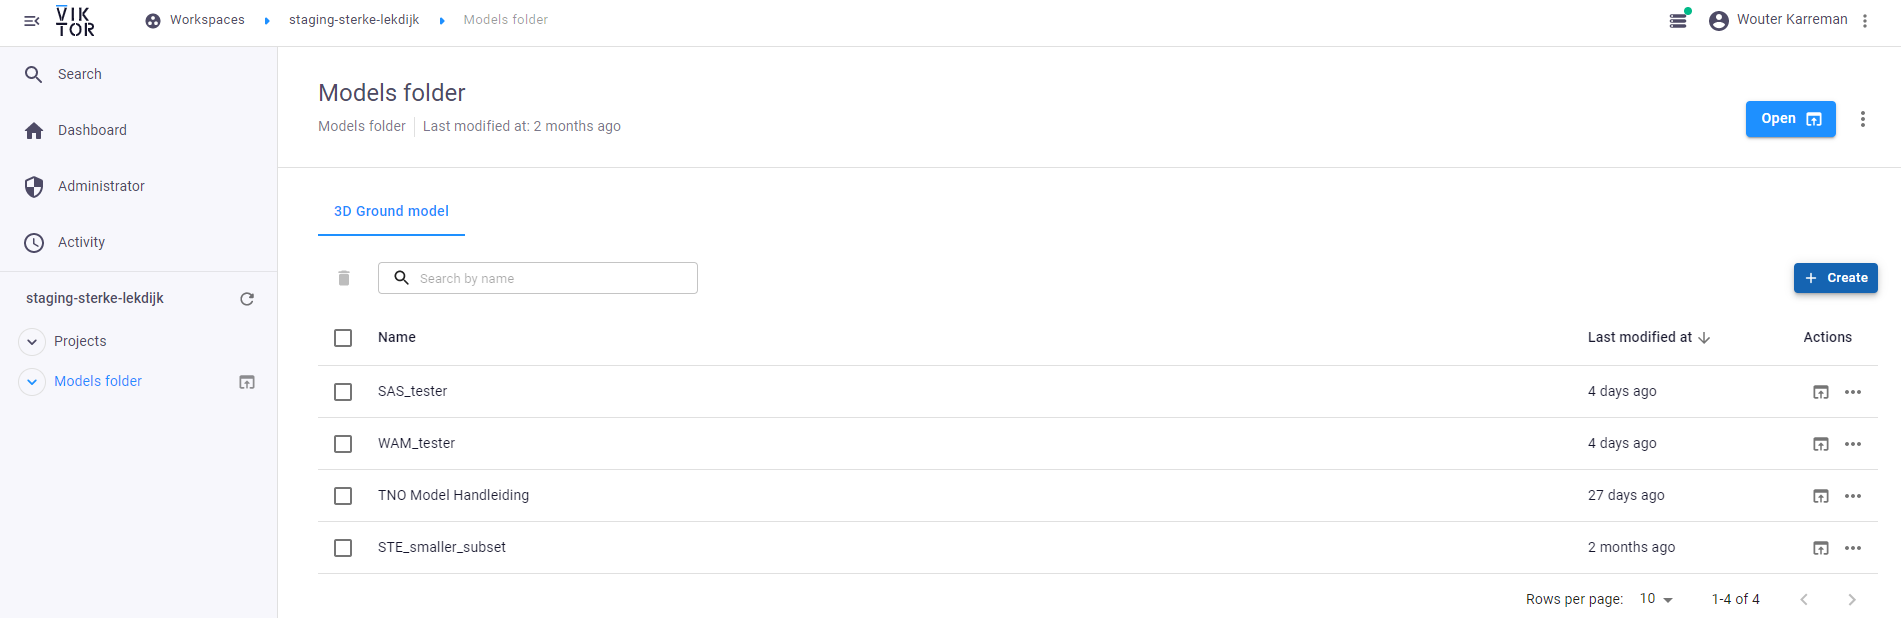 VIK
TOR
Workspaces staging-sterke-lekdijk Models folder
Wouter Karreman
Search
Dashboard
Administrator
Activity
staging-sterke-lekdijk
Projects
Models folder
Models folder
Models folder Last modified at: 2 months ago
Open
3D Ground model
Search by name
Create
Name Last modified at Actions
SAS_tester 4 days ago
WAM_tester 4 days ago
TNO Model Handleiding 27 days ago
STE_smaller_subset 2 months ago
Rows per page: 10 1-4 of 4